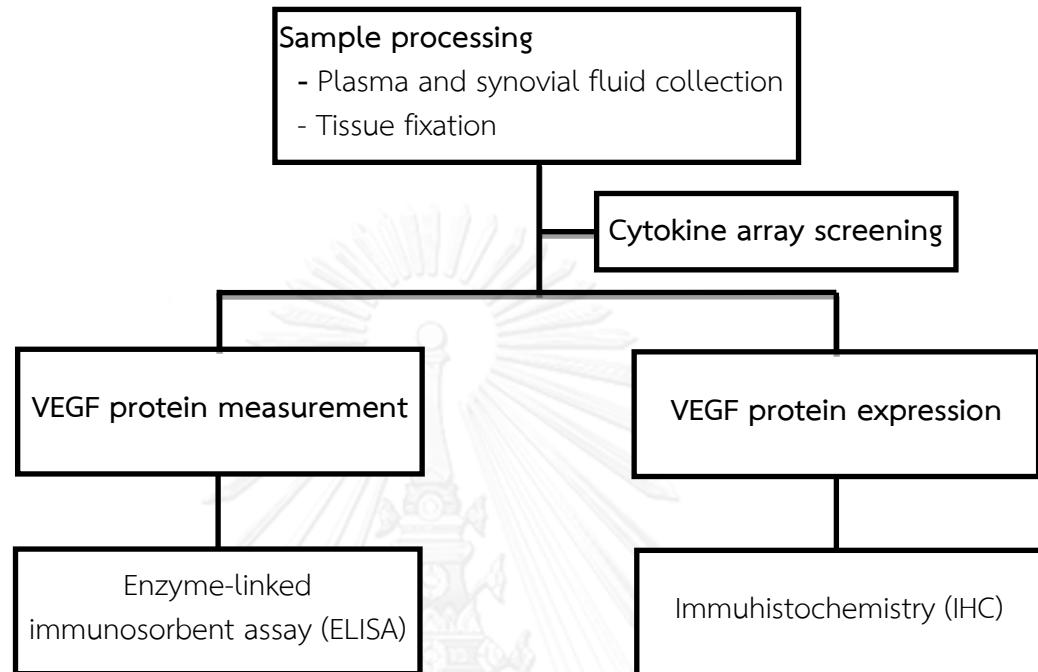 Sample processing
- Plasma and synovial fluid collection
- Tissue fixation
Cytokine array screening
VEGF protein measurement
VEGF protein expression
Enzyme-linked
immunosorbent assay (ELISA)
Immuhistochemistry (IHC)